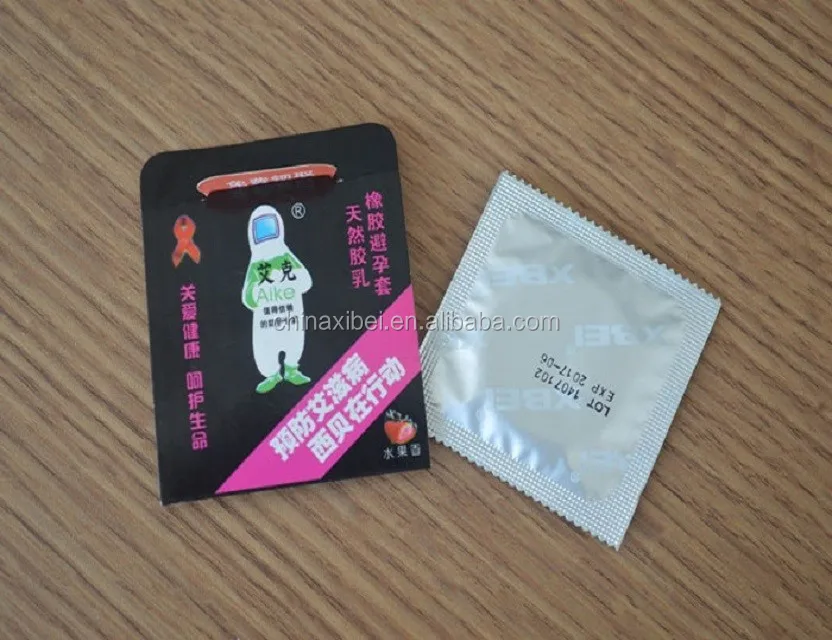 ®
天然胶乳
橡胶避孕套
艾克
Aike
关爱健康 呵护生命
预防艾滋病
西贝在行动
水果香
chinaxibei.en.alibaba.com
XIBEI
XIBEI
XIBEI
LOT 1407102
EXP 2017-06